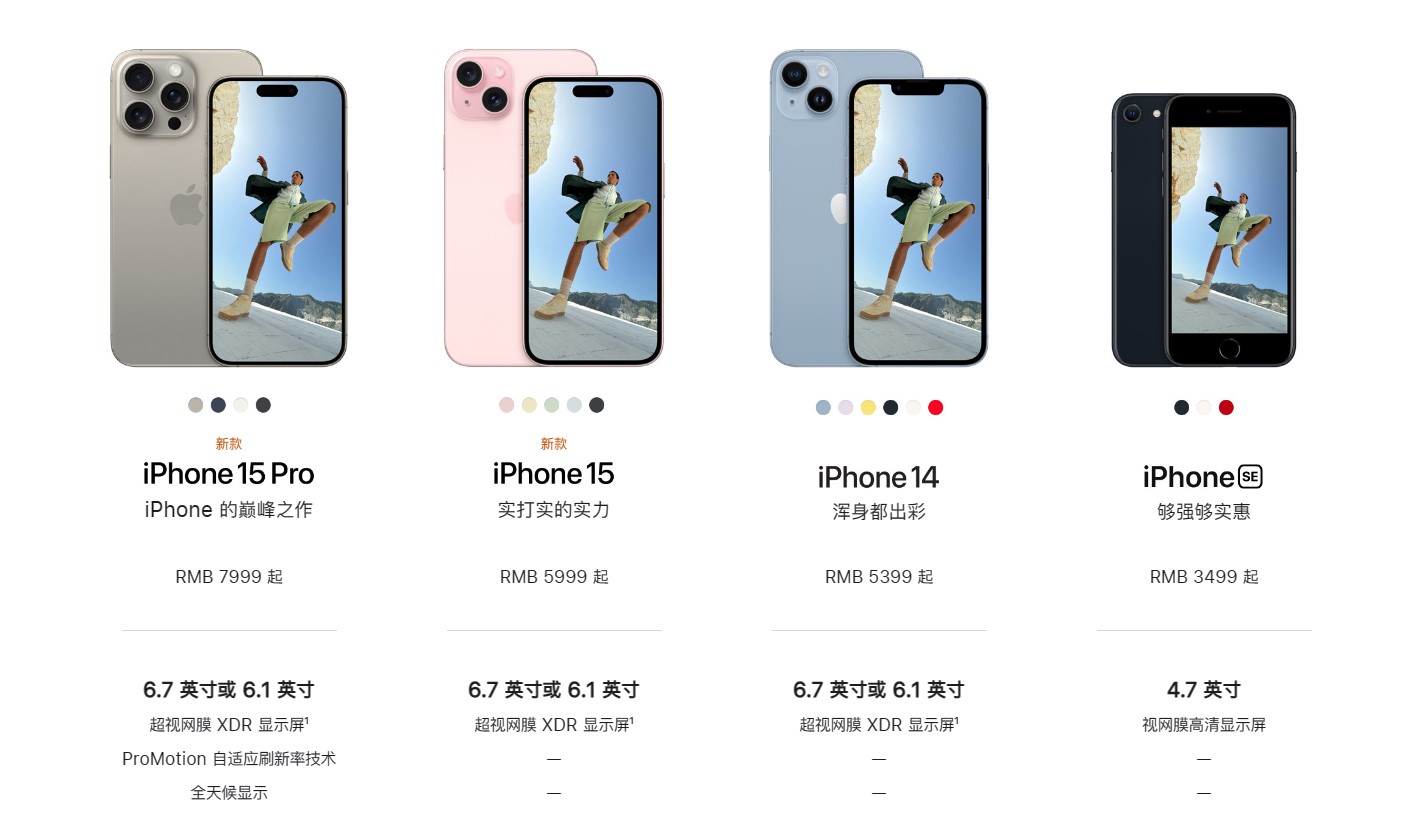 新款
iPhone 15 Pro
iPhone 的巅峰之作
RMB 7999 起
6.7 英寸或 6.1 英寸
超视网膜 XDR 显示屏¹
ProMotion 自适应刷新率技术
全天候显示
新款
iPhone 15
实打实的实力
RMB 5999 起
6.7 英寸或 6.1 英寸
超视网膜 XDR 显示屏¹
—
—
iPhone 14
浑身都出彩
RMB 5399 起
6.7 英寸或 6.1 英寸
超视网膜 XDR 显示屏¹
—
—
iPhone SE
够强够实惠
RMB 3499 起
4.7 英寸
视网膜高清显示屏
—
—